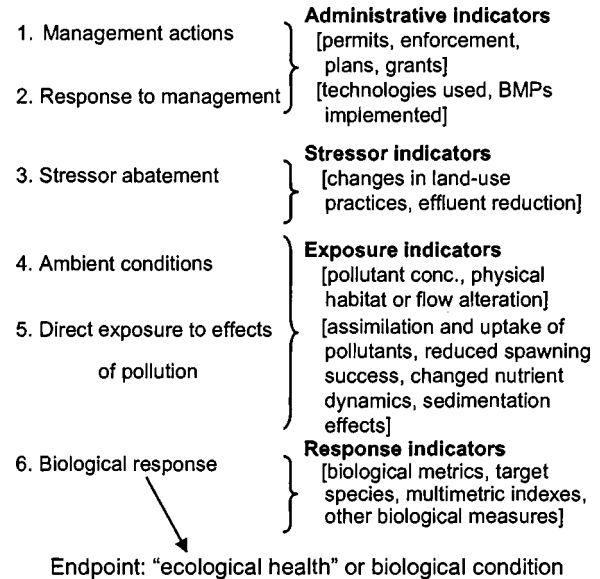 1. Management actions
2. Response to management
Administrative indicators
[permits, enforcement,
plans, grants]
[technologies used, BMPs
implemented]
3. Stressor abatement
Stressor indicators
[changes in land-use
practices, effluent reduction]
4. Ambient conditions
5. Direct exposure to effects
of pollution
Exposure indicators
[pollutant conc., physical
habitat or flow alteration]
[assimilation and uptake of
pollutants, reduced spawning
success, changed nutrient
dynamics, sedimentation
effects]
6. Biological response
Response indicators
[biological metrics, target
species, multimetric indexes,
other biological measures]
Endpoint: “ecological health” or biological condition